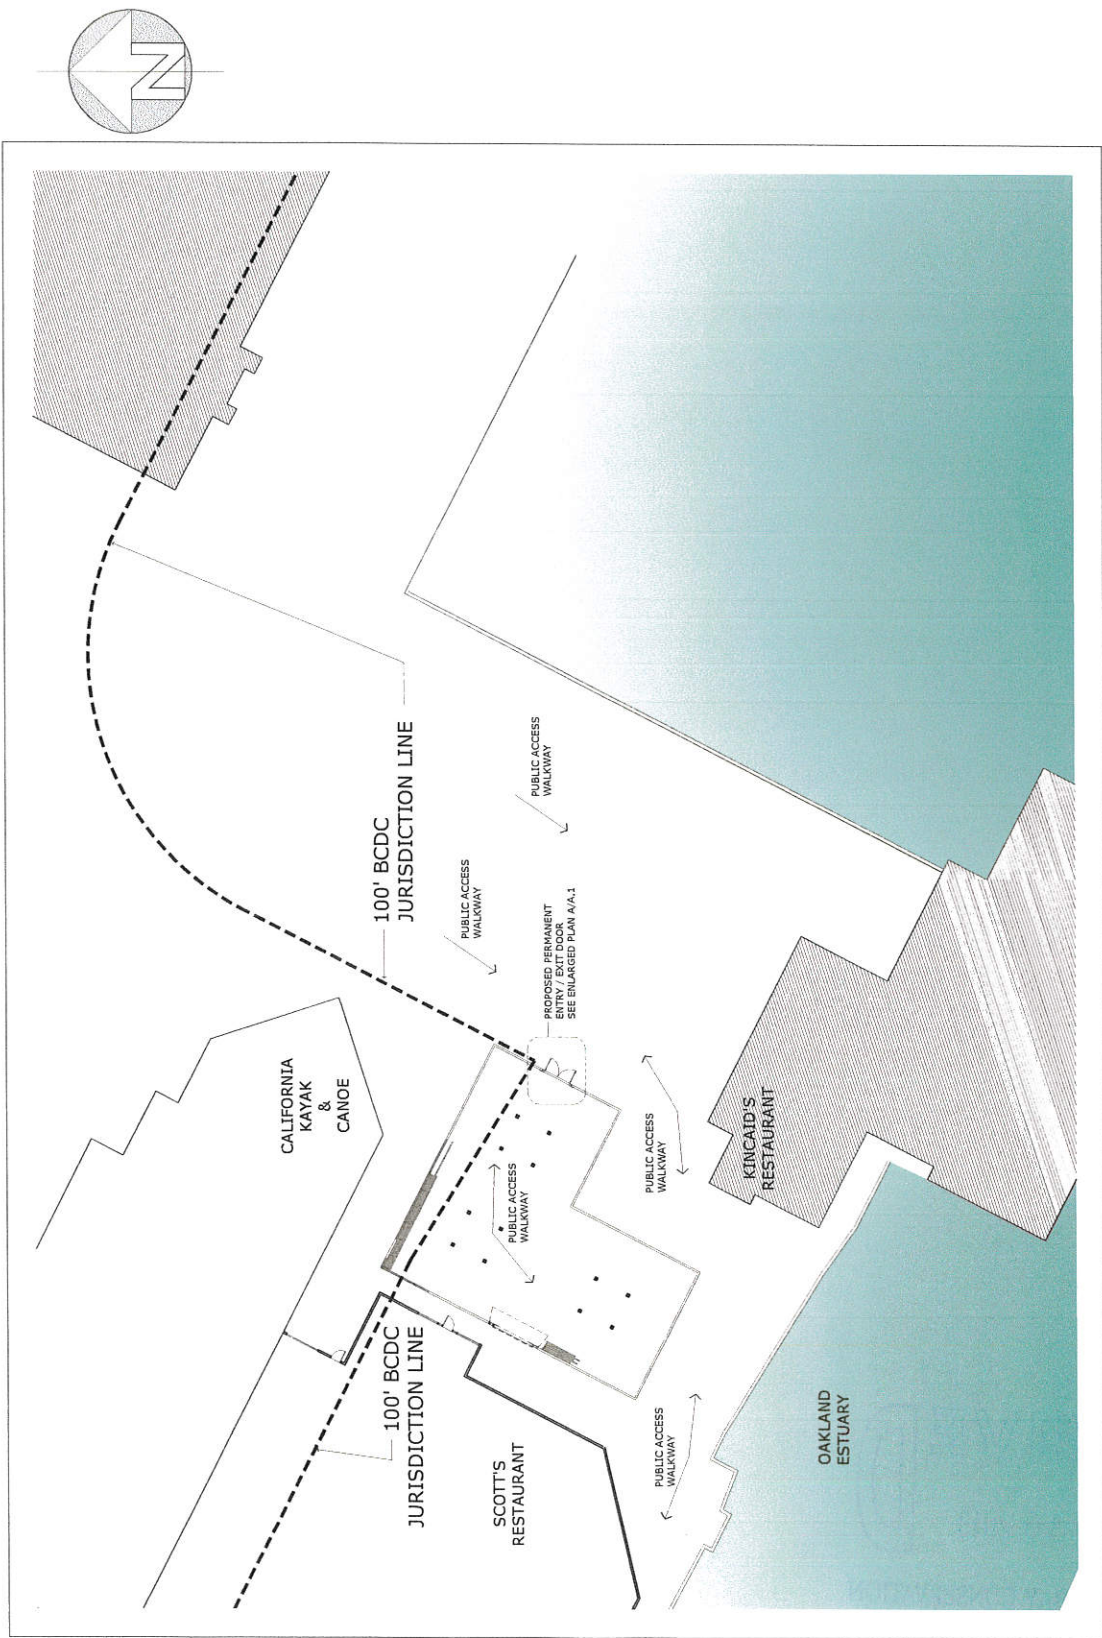 N
100' BCDC
JURISDICTION LINE
PUBLIC ACCESS
WALKWAY
PUBLIC ACCESS
WALKWAY
PROPOSED PERMANENT
ENTRY / EXIT DOOR
SEE ENLARGED PLAN A/A.1
CALIFORNIA
KAYAK
&
CANOE
PUBLIC ACCESS
WALKWAY
PUBLIC ACCESS
WALKWAY
KINCAID'S
RESTAURANT
100' BCDC
JURISDICTION LINE
SCOTT'S
RESTAURANT
PUBLIC ACCESS
WALKWAY
OAKLAND
ESTUARY